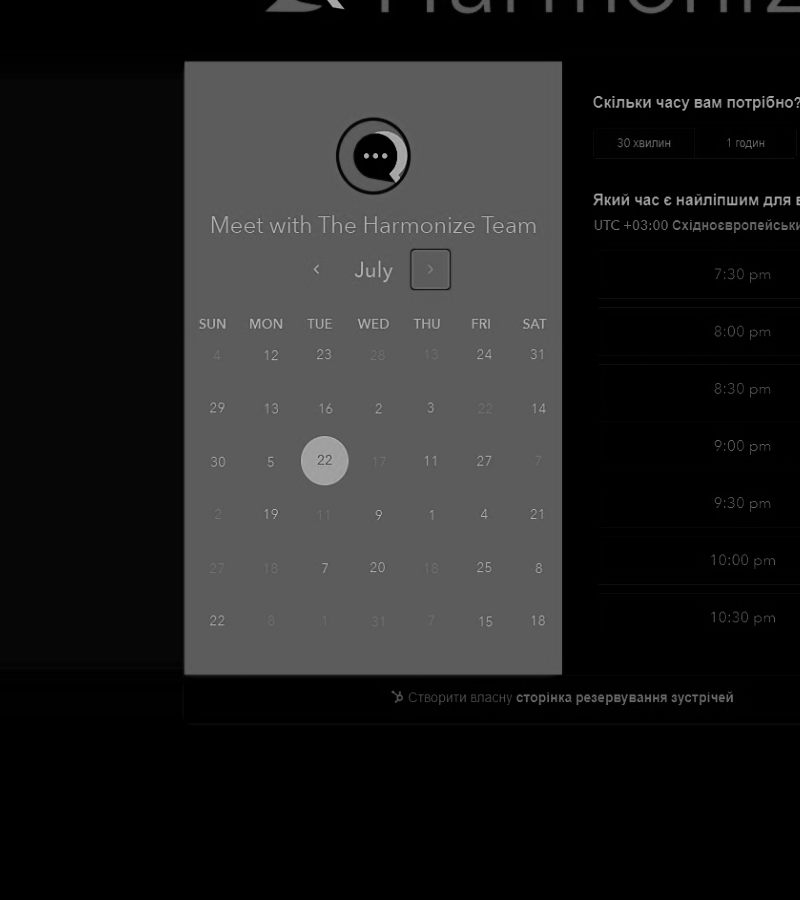 Harmonize
Meet with The Harmonize Team
July
SUN MON TUE WED THU FRI SAT
4 12 23 28 13 24 31
29 13 16 2 3 22 14
30 5 22 17 11 27 7
2 19 11 9 1 4 21
27 18 7 20 18 25 8
22 8 1 31 7 15 18
Скільки часу вам потрібно?
30 хвилин 1 годин
Який час є найліпшим для
UTC +03:00
7:30 pm
8:00 pm
8:30 pm
9:00 pm
9:30 pm
10:00 pm
10:30 pm
Створити власну сторінка резервування зустрічей